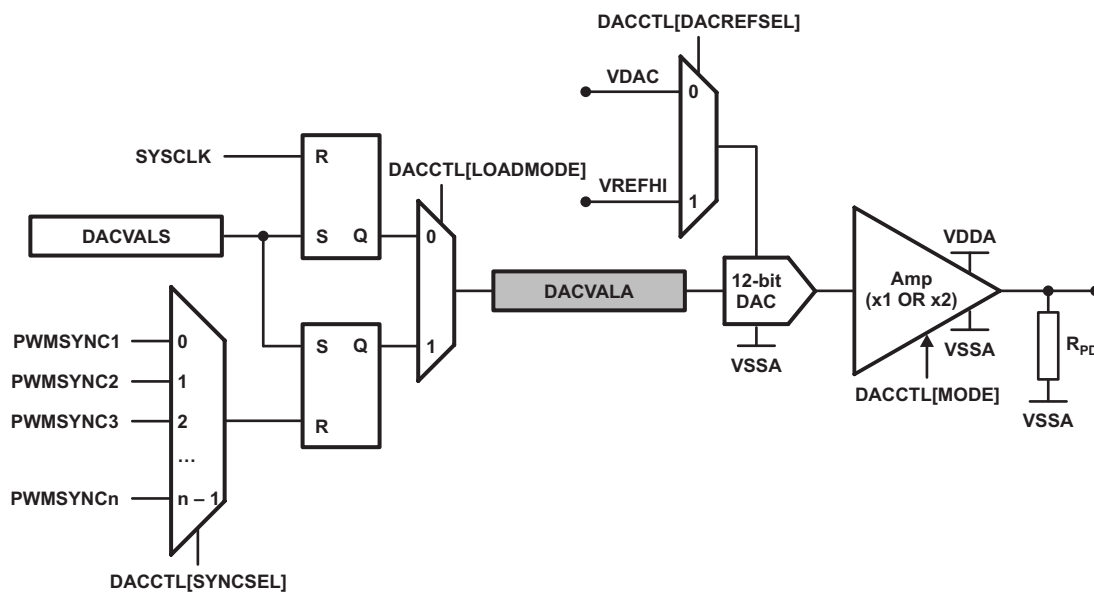 DACCTL[DACREFSEL]
VDAC
0
SYSCLK
R
DACCTL[LOADMODE]
VREFHI
1
DACVALS
S
Q
0
DACVALA
12-bit
DAC
VSSA
Amp
(x1 OR x2)
VDDA
VSSA
RPD
VSSA
DACCTL[MODE]
S
Q
1
R
PWMSYNC1
0
PWMSYNC2
1
PWMSYNC3
2
...
PWMSYNCn
n – 1
DACCTL[SYNCSEL]